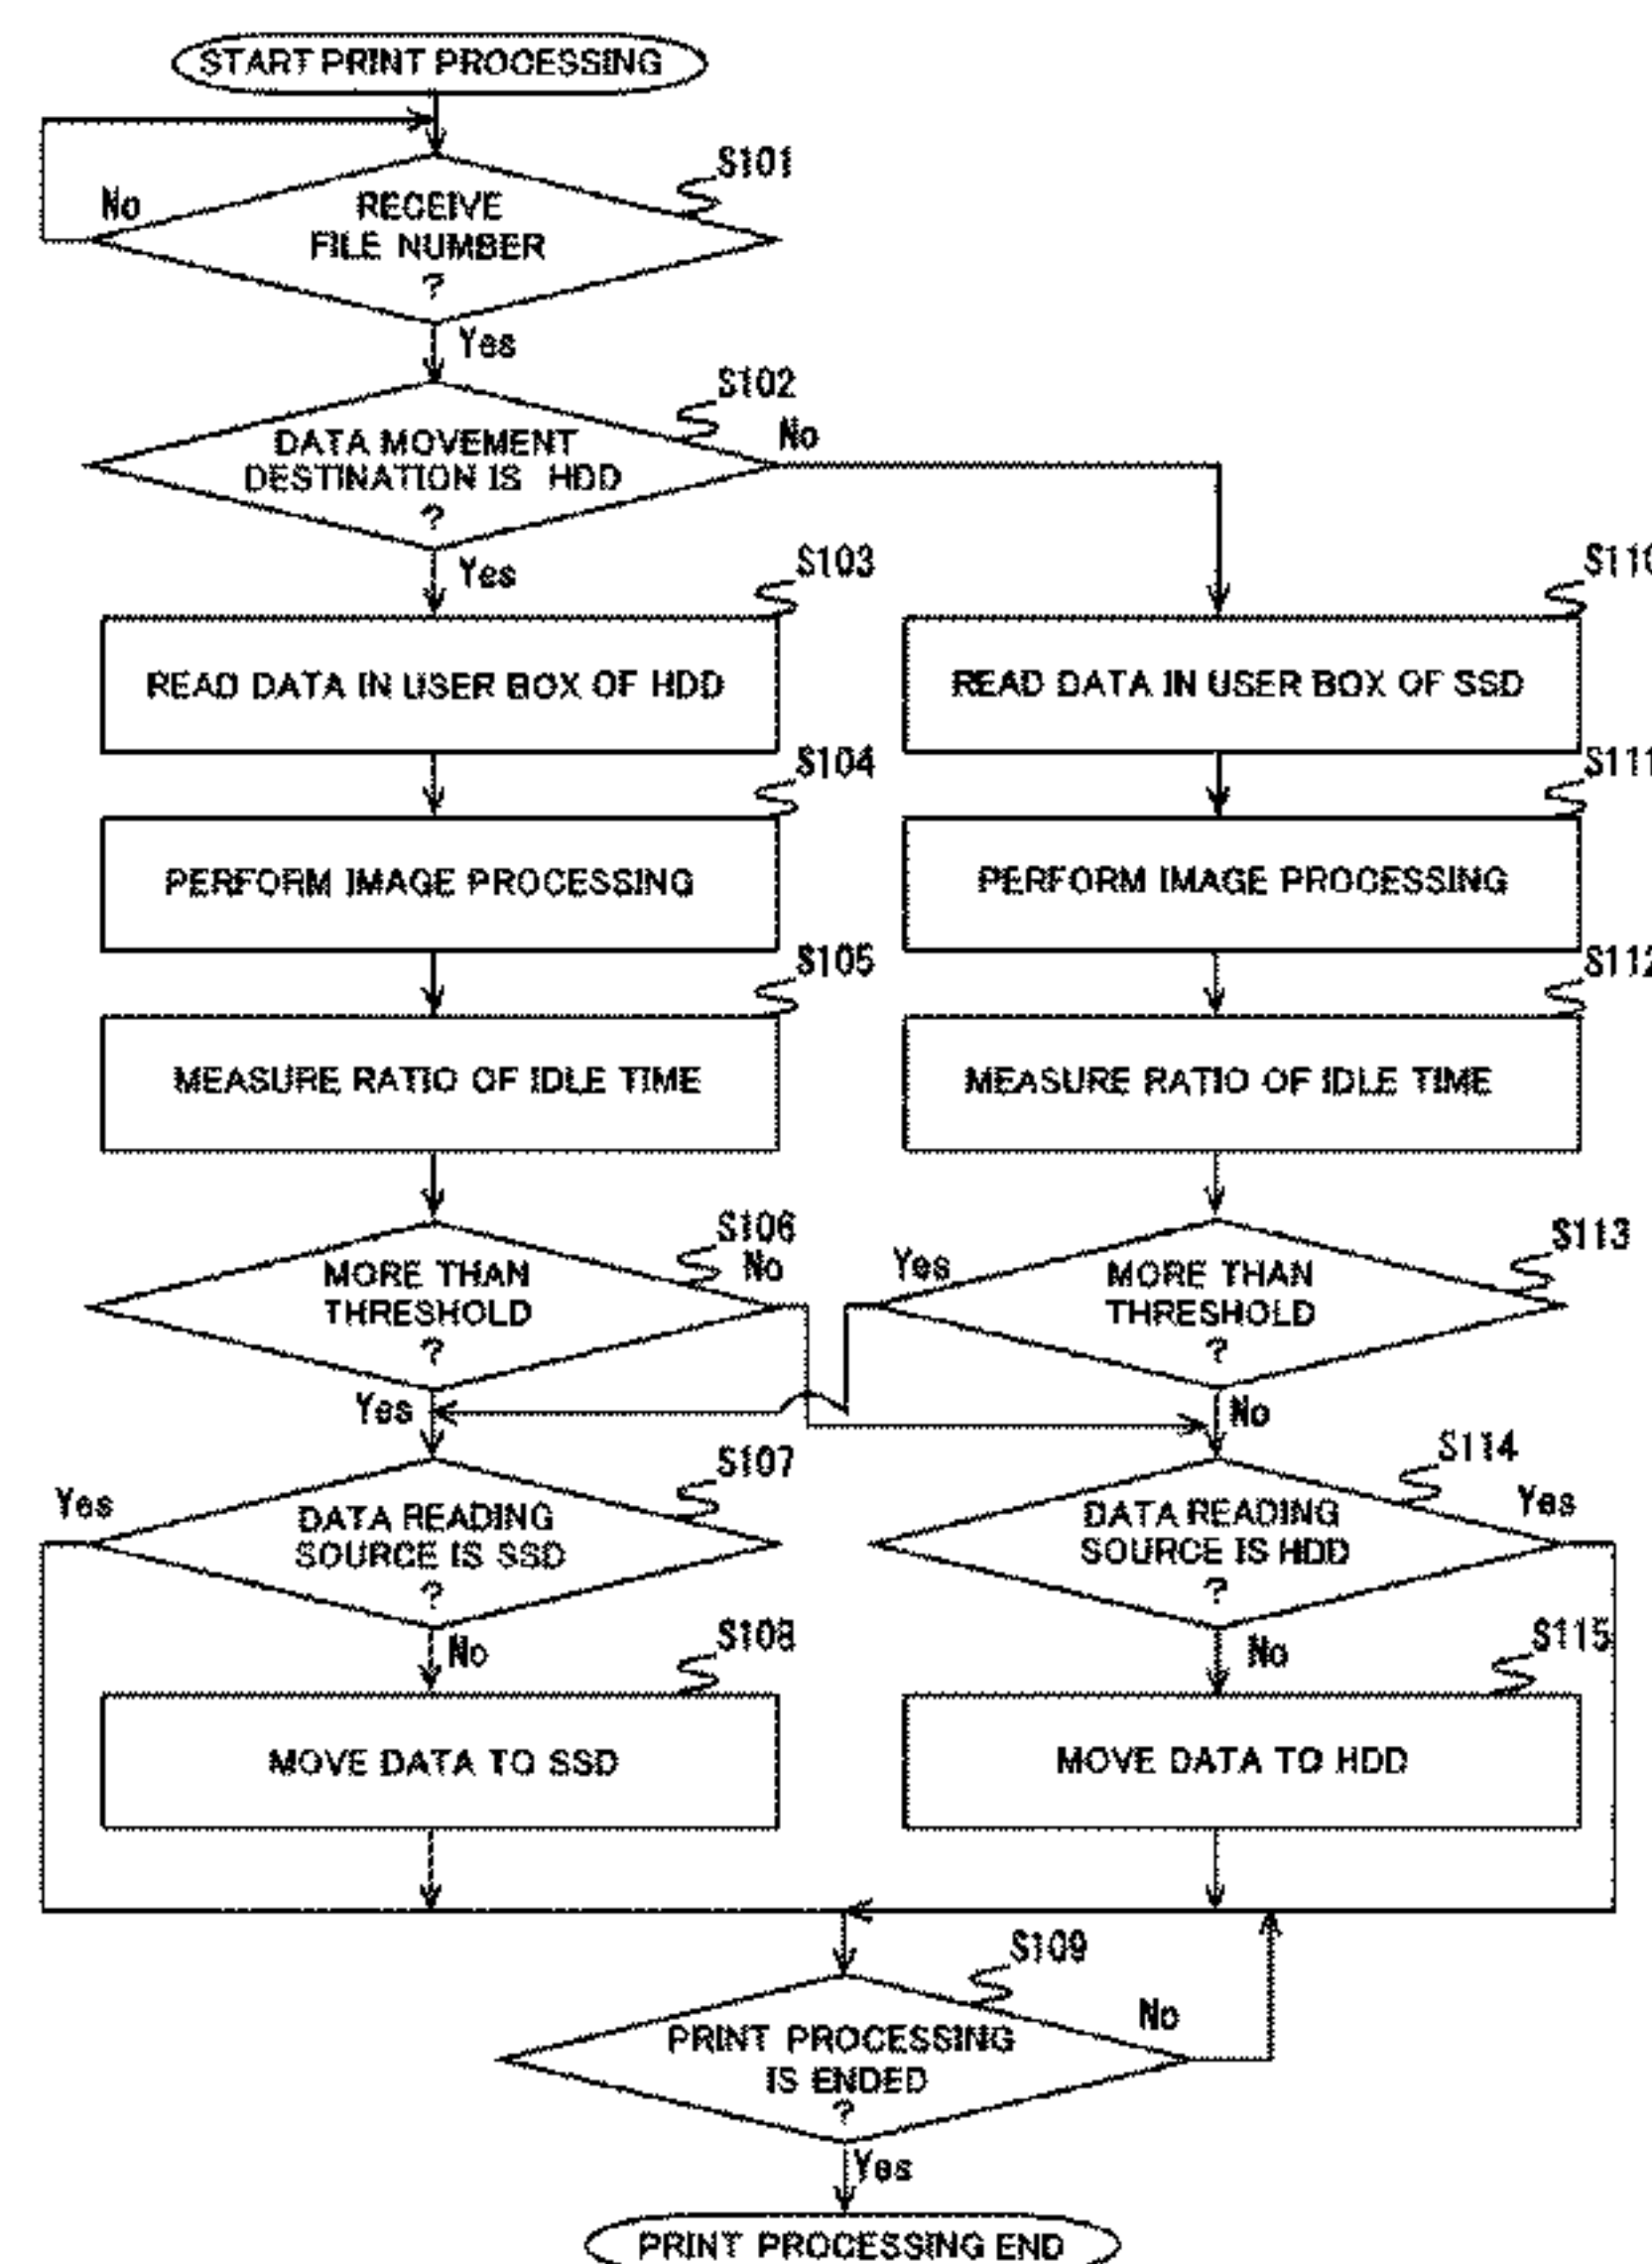 START PRINT PROCESSING
S101
No
RECEIVE
FILE NUMBER
?
Yes
S102
No
DATA MOVEMENT
DESTINATION IS HDD
?
Yes
S103
S110
READ DATA IN USER BOX OF HDD
READ DATA IN USER BOX OF SSD
S104
S111
PERFORM IMAGE PROCESSING
PERFORM IMAGE PROCESSING
S105
S112
MEASURE RATIO OF IDLE TIME
MEASURE RATIO OF IDLE TIME
S106
No
Yes
S113
MORE THAN
THRESHOLD
?
MORE THAN
THRESHOLD
?
Yes
No
S107
S114
Yes
DATA READING
SOURCE IS SSD
?
DATA READING
SOURCE IS HDD
?
Yes
No
S108
No
S115
MOVE DATA TO SSD
MOVE DATA TO HDD
S109
No
PRINT PROCESSING
IS ENDED
?
Yes
PRINT PROCESSING END